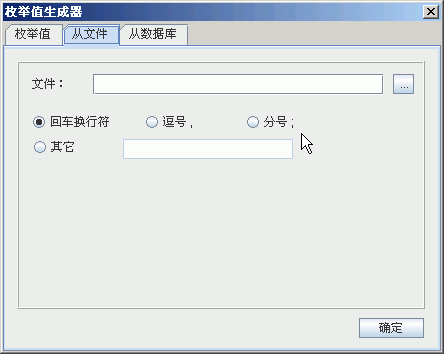 枚举值生成器
枚举值 从文件 从数据库
文件： ...
回车换行符 逗号 , 分号 ;
其它
确定